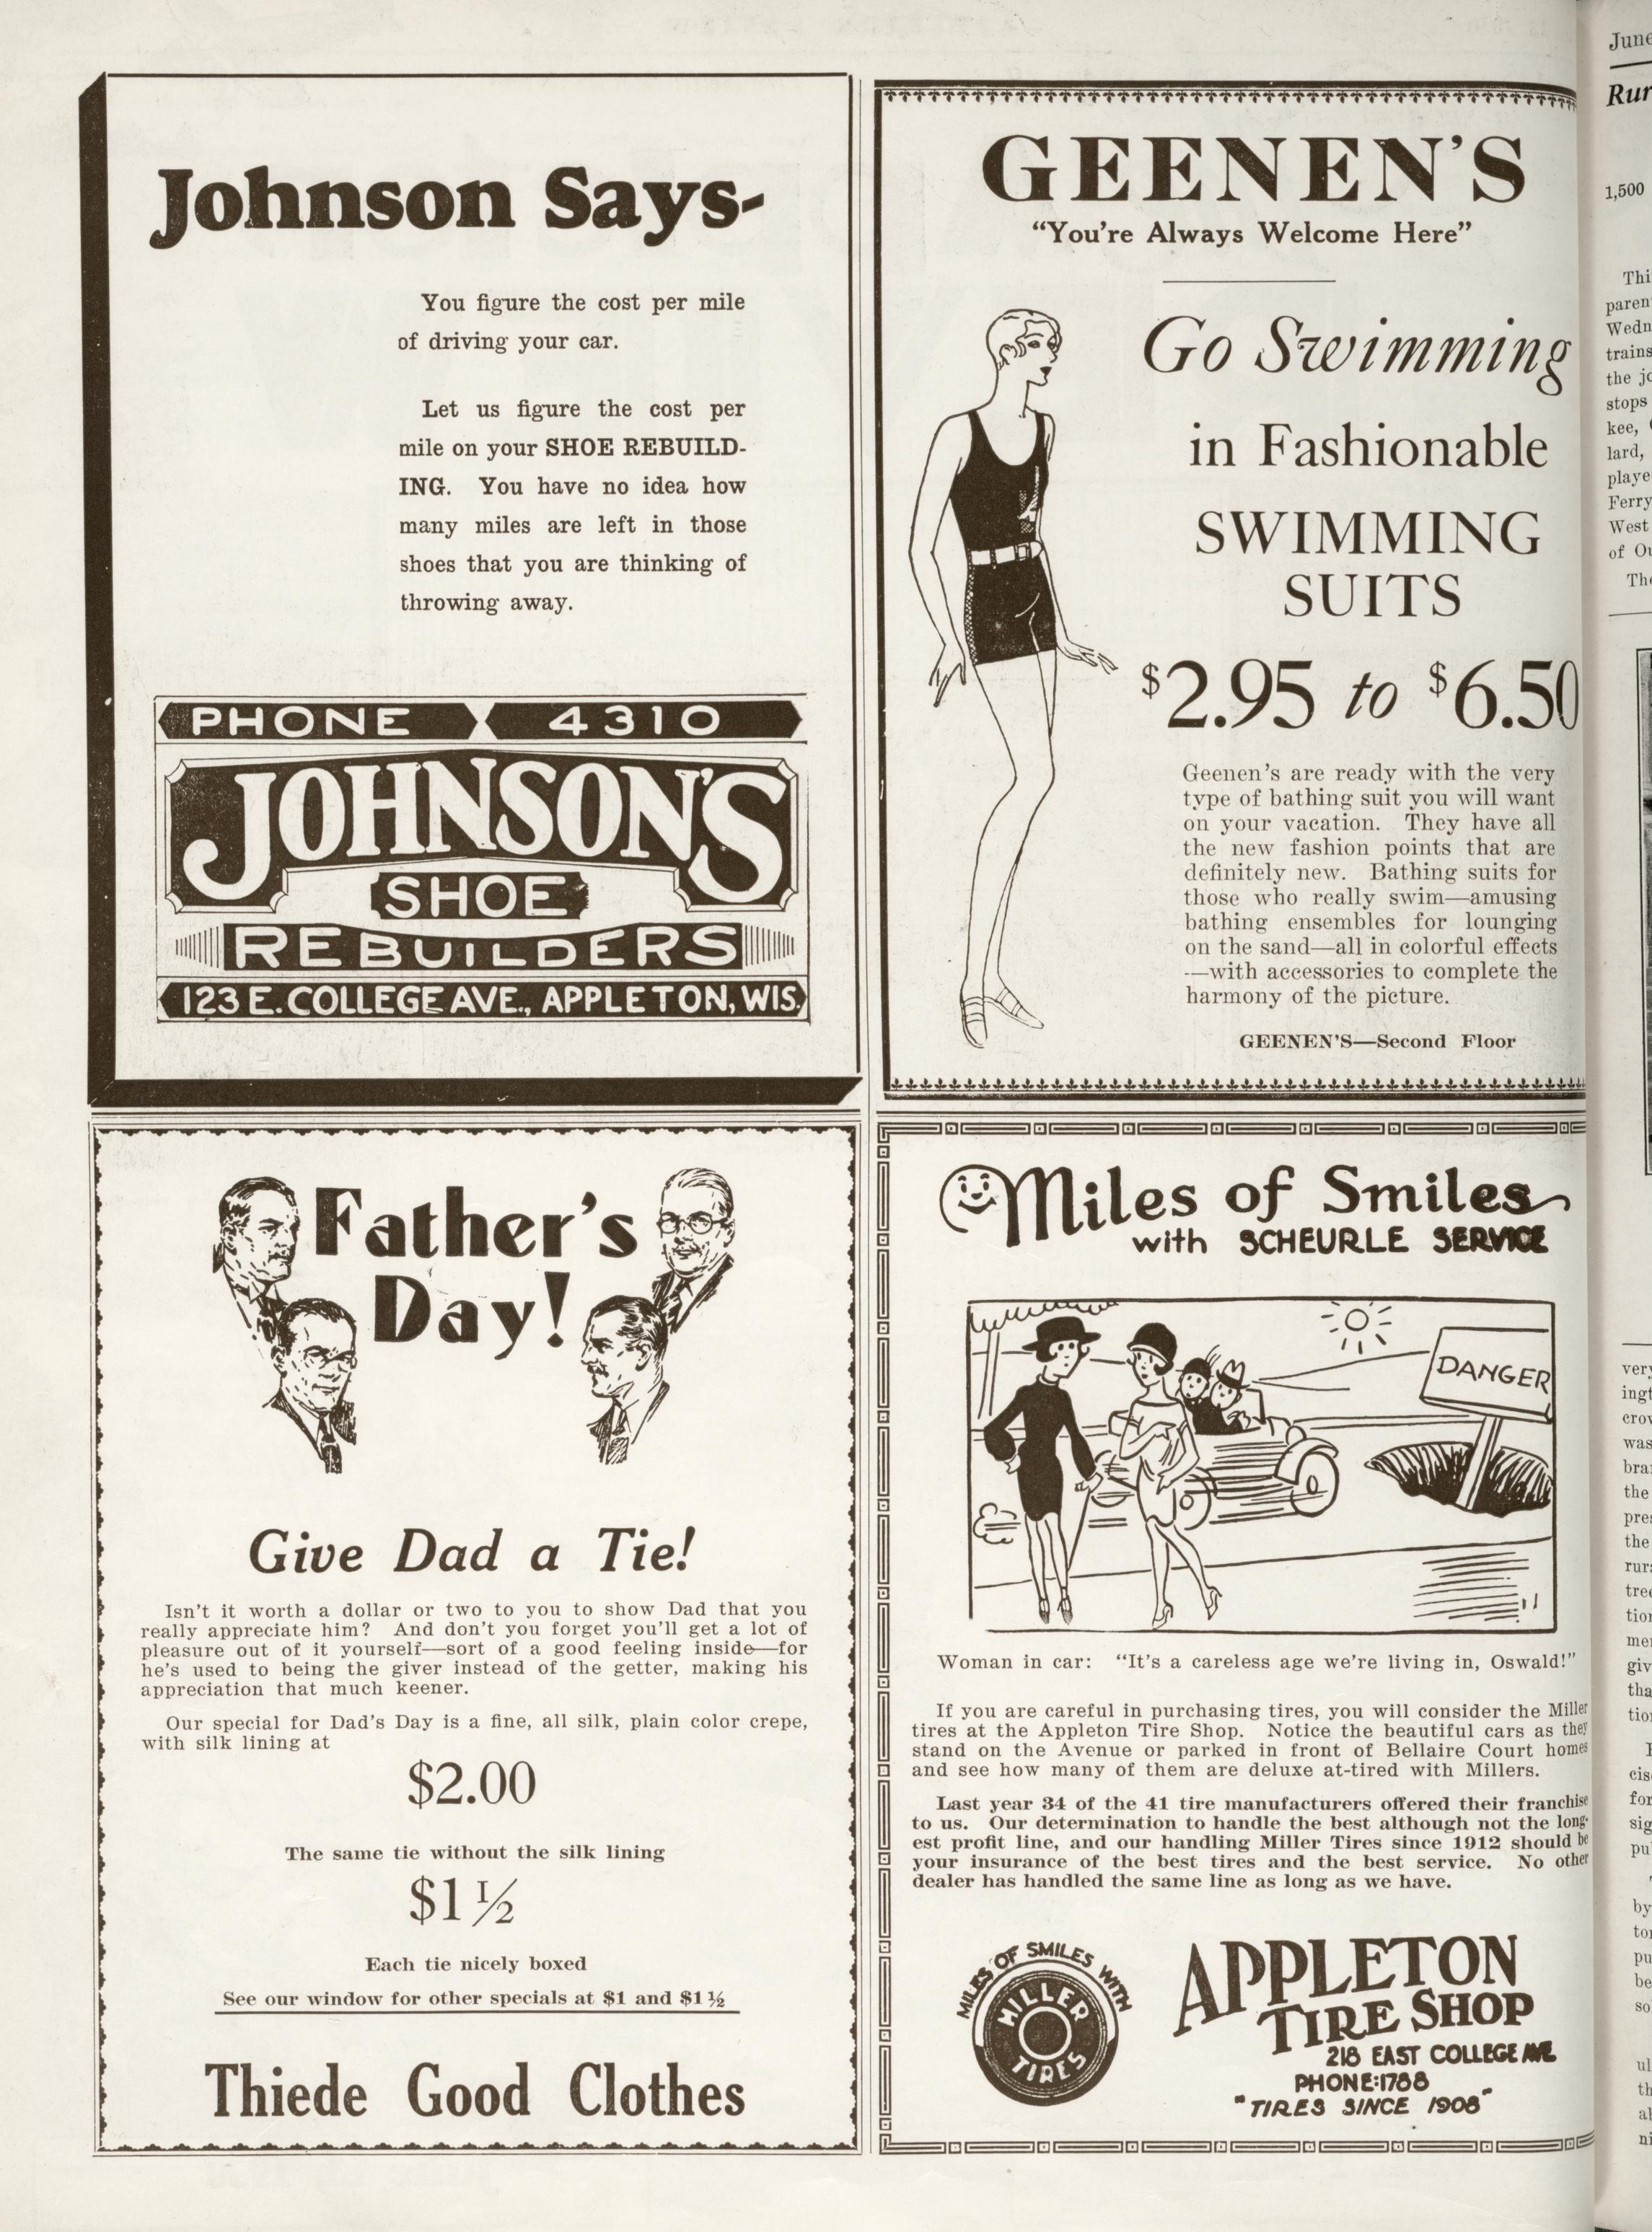 Johnson Says-
You figure the cost per mile
of driving your car.
Let us figure the cost per
mile on your SHOE REBUILD-
ING. You have no idea how
many miles are left in those
shoes that you are thinking of
throwing away.
PHONE 4310
JOHNSON'S
SHOE
REBUILDERS
123 E. COLLEGE AVE., APPLETON, WIS.
GEENEN'S
"You're Always Welcome Here"
Go Swimming
in Fashionable
SWIMMING
SUITS
$2.95 to $6.50
Geenen's are ready with the very
type of bathing suit you will want
on your vacation. They have all
the new fashion points that are
definitely new. Bathing suits for
those who really swim—amusing
bathing ensembles for lounging
on the sand—all in colorful effects
—with accessories to complete the
harmony of the picture.
GEENEN'S—Second Floor
Father's
Day!
Give Dad a Tie!
Isn't it worth a dollar or two to you to show Dad that you
really appreciate him? And don't you forget you'll get a lot of
pleasure out of it yourself—sort of a good feeling inside—for
he's used to being the giver instead of the getter, making his
appreciation that much keener.
Our special for Dad's Day is a fine, all silk, plain color crepe,
with silk lining at
$2.00
The same tie without the silk lining
$1½
Each tie nicely boxed
See our window for other specials at $1 and $1½
Thiede Good Clothes
Miles of Smiles
with SCHEURLE SERVICE
DANGER
Woman in car: "It's a careless age we're living in, Oswald!"
If you are careful in purchasing tires, you will consider the Miller
tires at the Appleton Tire Shop. Notice the beautiful cars as they
stand on the Avenue or parked in front of Bellaire Court homes
and see how many of them are deluxe at-tired with Millers.
Last year 34 of the 41 tire manufacturers offered their franchise
to us. Our determination to handle the best although not the long-
est profit line, and our handling Miller Tires since 1912 should be
your insurance of the best tires and the best service. No other
dealer has handled the same line as long as we have.
MILES OF SMILES WITH
MILLER
TIRES
APPLETON
TIRE SHOP
218 EAST COLLEGE AVE.
PHONE: 1788
"TIRES SINCE 1908"
June
1,500